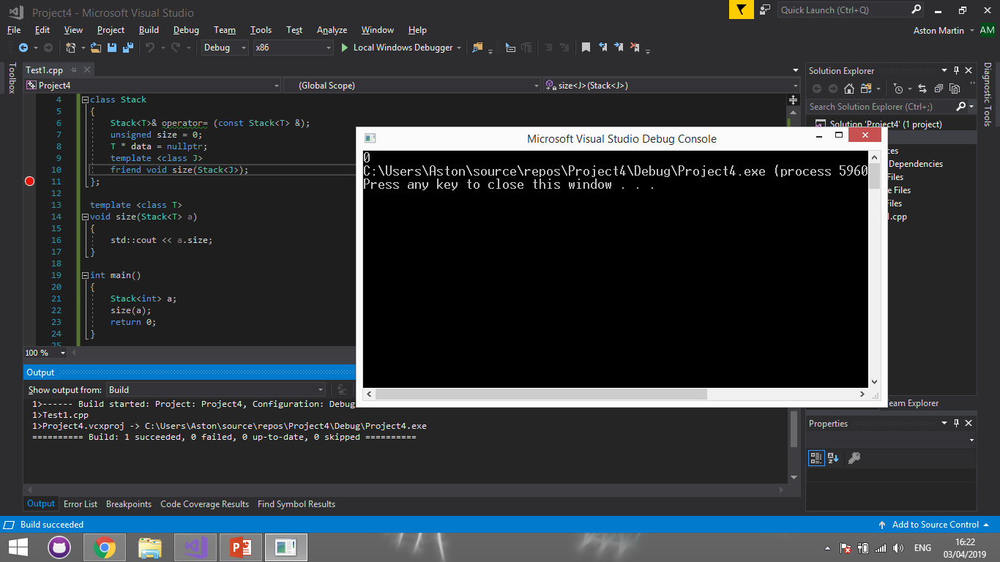 Project4 - Microsoft Visual Studio
Quick Launch (Ctrl+Q)
File Edit View Project Build Debug Team Tools Test Analyze Window Help
Aston Martin AM
Debug x86 Local Windows Debugger
Toolbox
Test1.cpp
Project4 (Global Scope) size<J>(Stack<J>)
4 class Stack
5 {
6 Stack<T>& operator= (const Stack<T> &);
7 unsigned size = 0;
8 T * data = nullptr;
9 template <class J>
10 friend void size(Stack<J>);
11 };
12
13 template <class T>
14 void size(Stack<T> a)
15 {
16 std::cout << a.size;
17 }
18
19 int main()
20 {
21 Stack<int> a;
22 size(a);
23 return 0;
24 }
25
100 %
Microsoft Visual Studio Debug Console
0
C:\Users\Aston\source\repos\Project4\Debug\Project4.exe (process 5960
Press any key to close this window . . .
Solution Explorer
Search Solution Explorer (Ctrl+;)
Solution 'Project4' (1 project)
ces
Dependencies
Files
e Files
Files
.cpp
Diagnostic Tools
Output
Show output from: Build
1>------ Build started: Project: Project4, Configuration: Debug
1>Test1.cpp
1>Project4.vcxproj -> C:\Users\Aston\source\repos\Project4\Debug\Project4.exe
========== Build: 1 succeeded, 0 failed, 0 up-to-date, 0 skipped ==========
Output Error List Breakpoints Code Coverage Results Find Symbol Results
eam Explorer
Properties
Build succeeded
Add to Source Control
ENG
16:22
03/04/2019